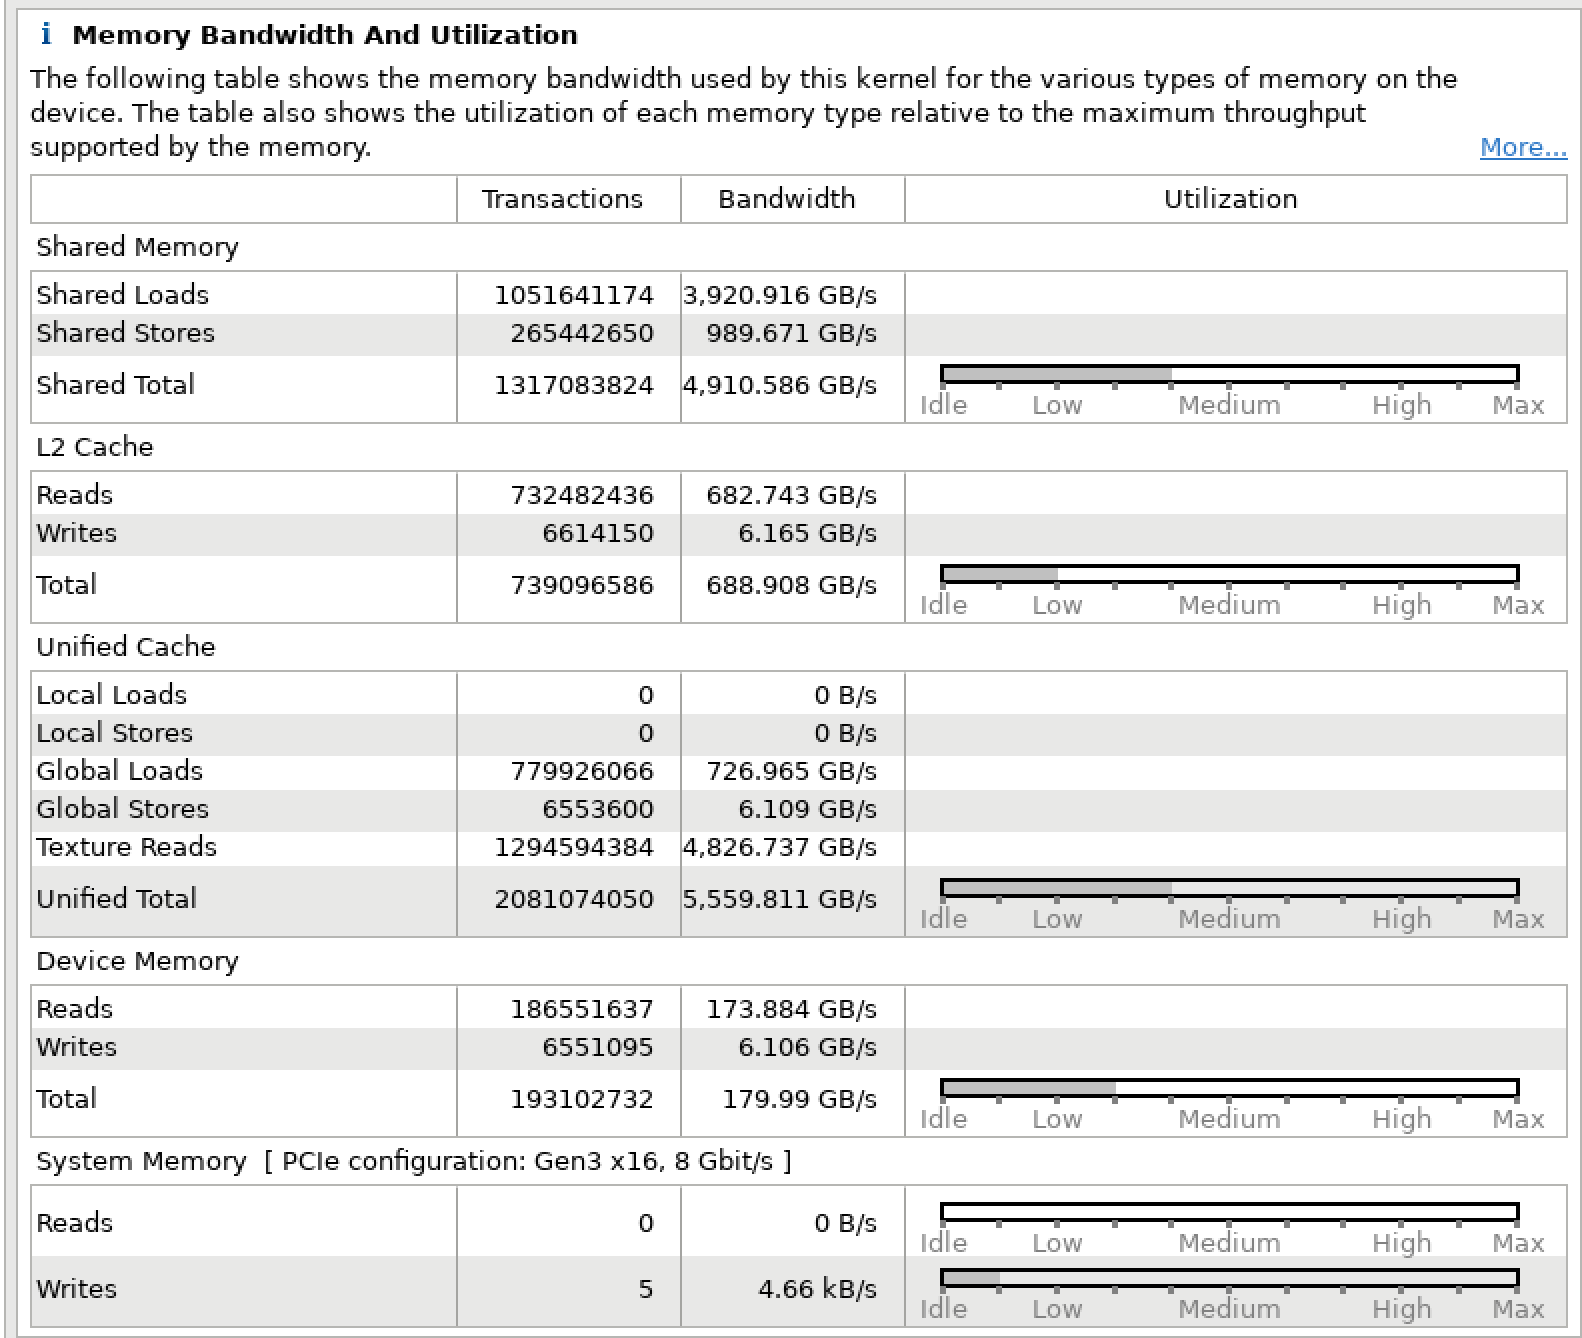 i Memory Bandwidth And Utilization
The following table shows the memory bandwidth used by this kernel for the various types of memory on the
device. The table also shows the utilization of each memory type relative to the maximum throughput
supported by the memory. More...
Transactions Bandwidth Utilization
Shared Memory
Shared Loads 1051641174 3,920.916 GB/s
Shared Stores 265442650 989.671 GB/s
Shared Total 1317083824 4,910.586 GB/s
Idle Low Medium High Max
L2 Cache
Reads 732482436 682.743 GB/s
Writes 6614150 6.165 GB/s
Total 739096586 688.908 GB/s
Idle Low Medium High Max
Unified Cache
Local Loads 0 0 B/s
Local Stores 0 0 B/s
Global Loads 779926066 726.965 GB/s
Global Stores 6553600 6.109 GB/s
Texture Reads 1294594384 4,826.737 GB/s
Unified Total 2081074050 5,559.811 GB/s
Idle Low Medium High Max
Device Memory
Reads 186551637 173.884 GB/s
Writes 6551095 6.106 GB/s
Total 193102732 179.99 GB/s
Idle Low Medium High Max
System Memory [ PCIe configuration: Gen3 x16, 8 Gbit/s ]
Reads 0 0 B/s
Idle Low Medium High Max
Writes 5 4.66 kB/s
Idle Low Medium High Max